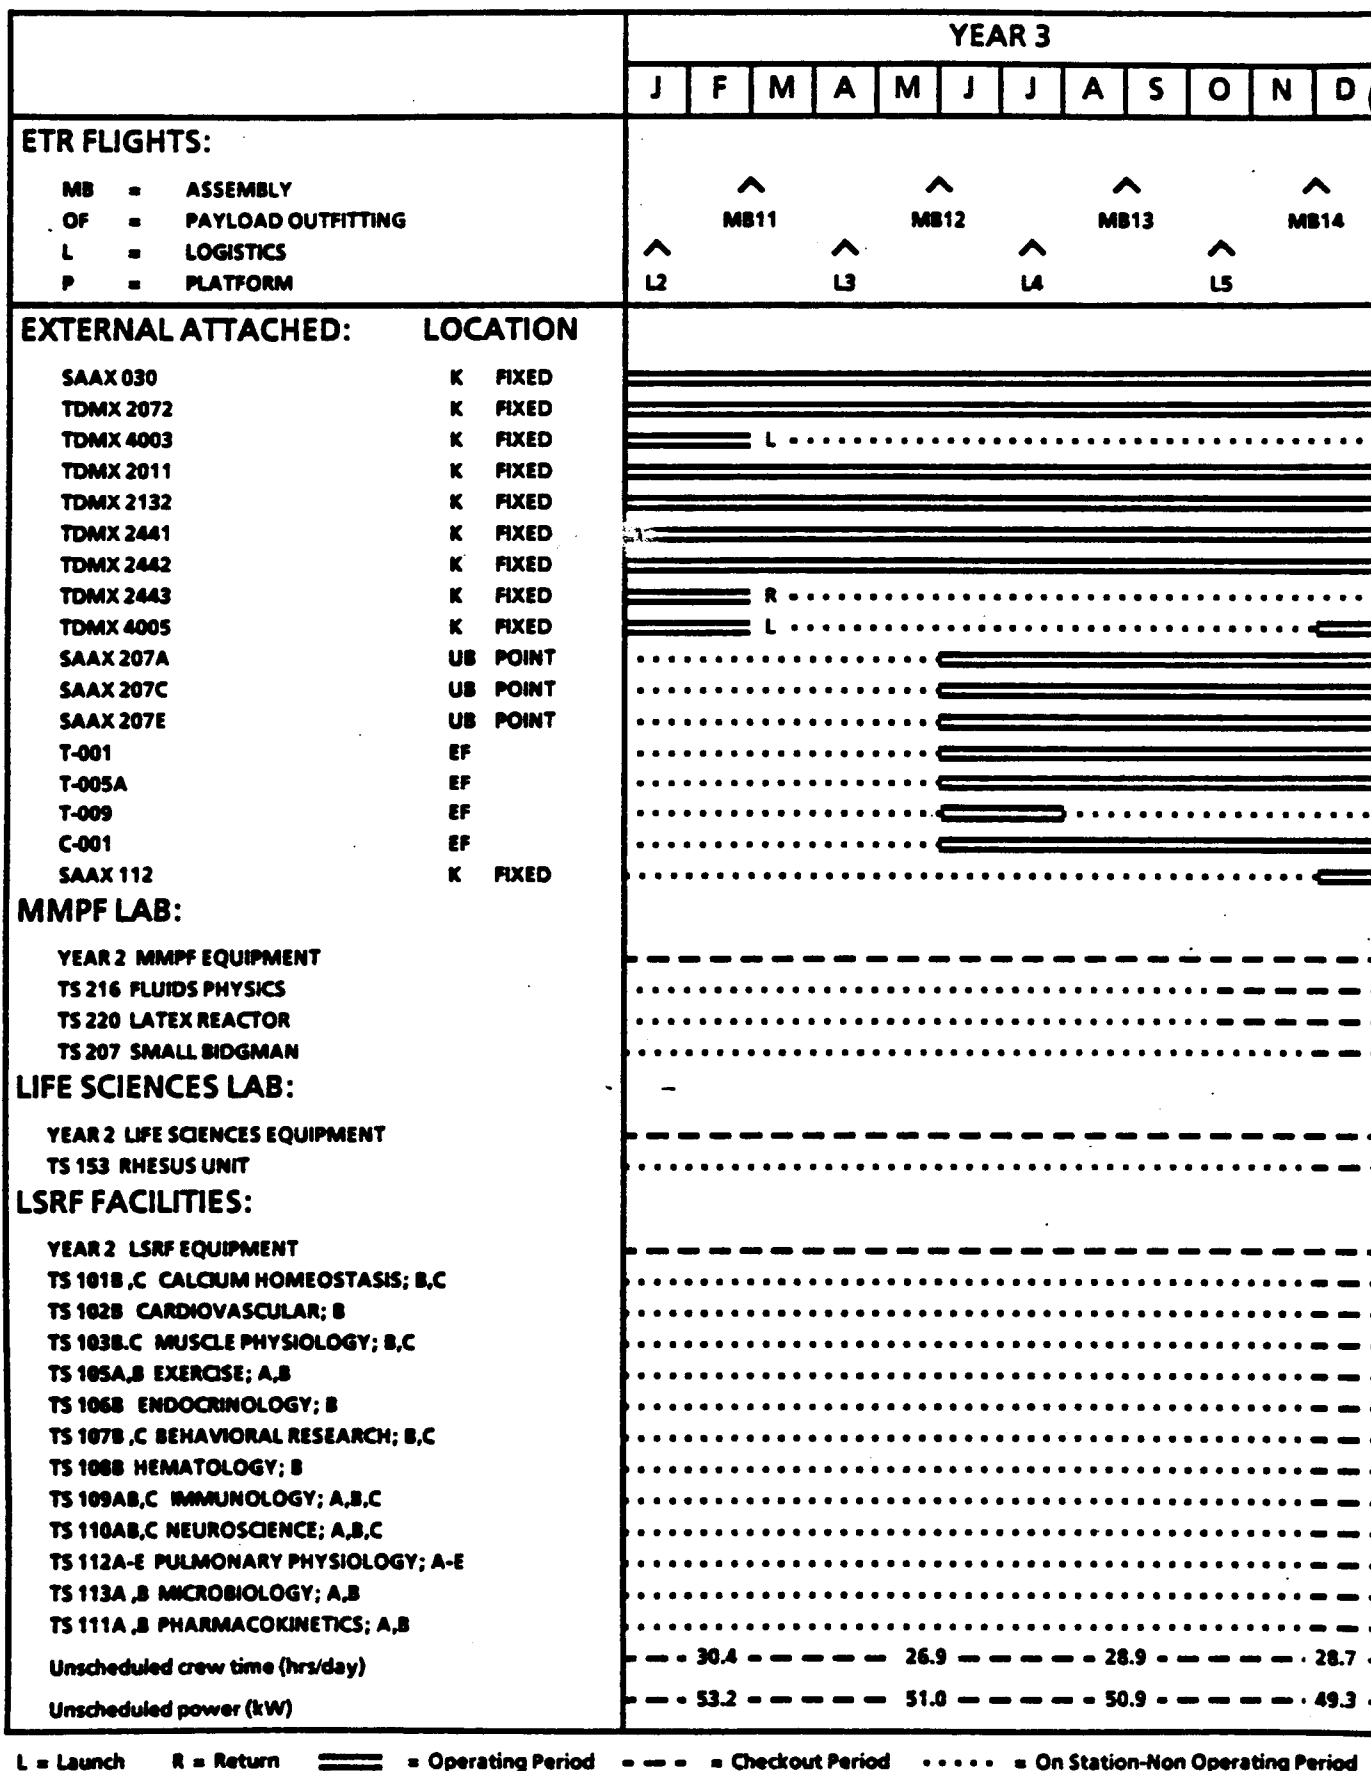 YEAR 3
J F M A M J J A S O N D
ETR FLIGHTS:
MB = ASSEMBLY
OF = PAYLOAD OUTFITTING
MB11 MB12 MB13 MB14
L = LOGISTICS
P = PLATFORM
L2 L3 L4 L5
EXTERNAL ATTACHED: LOCATION
SAAX 030 K FIXED
TDMX 2072 K FIXED
TDMX 4003 K FIXED L
TDMX 2011 K FIXED
TDMX 2132 K FIXED
TDMX 2441 K FIXED
TDMX 2442 K FIXED
TDMX 2443 K FIXED R
TDMX 4005 K FIXED L
SAAX 207A UB POINT
SAAX 207C UB POINT
SAAX 207E UB POINT
T-001 EF
T-005A EF
T-009 EF
C-001 EF
SAAX 112 K FIXED
MMPF LAB:
YEAR 2 MMPF EQUIPMENT
TS 216 FLUIDS PHYSICS
TS 220 LATEX REACTOR
TS 207 SMALL BIDGMAN
LIFE SCIENCES LAB:
YEAR 2 LIFE SCIENCES EQUIPMENT
TS 153 RHESUS UNIT
LSRF FACILITIES:
YEAR 2 LSRF EQUIPMENT
TS 101B ,C CALCIUM HOMEOSTASIS; B,C
TS 102B CARDIOVASCULAR; B
TS 103B.C MUSCLE PHYSIOLOGY; B,C
TS 105A,B EXERCISE; A,B
TS 106B ENDOCRINOLOGY; B
TS 107B ,C BEHAVIORAL RESEARCH; B,C
TS 108B HEMATOLOGY; B
TS 109AB,C IMMUNOLOGY; A,B,C
TS 110AB,C NEUROSCIENCE; A,B,C
TS 112A-E PULMONARY PHYSIOLOGY; A-E
TS 113A ,B MICROBIOLOGY; A,B
TS 111A ,B PHARMACOKINETICS; A,B
Unscheduled crew time (hrs/day) 30.4 26.9 28.9 28.7
Unscheduled power (kW) 53.2 51.0 50.9 49.3
L = Launch R = Return = Operating Period = Checkout Period = On Station-Non Operating Period